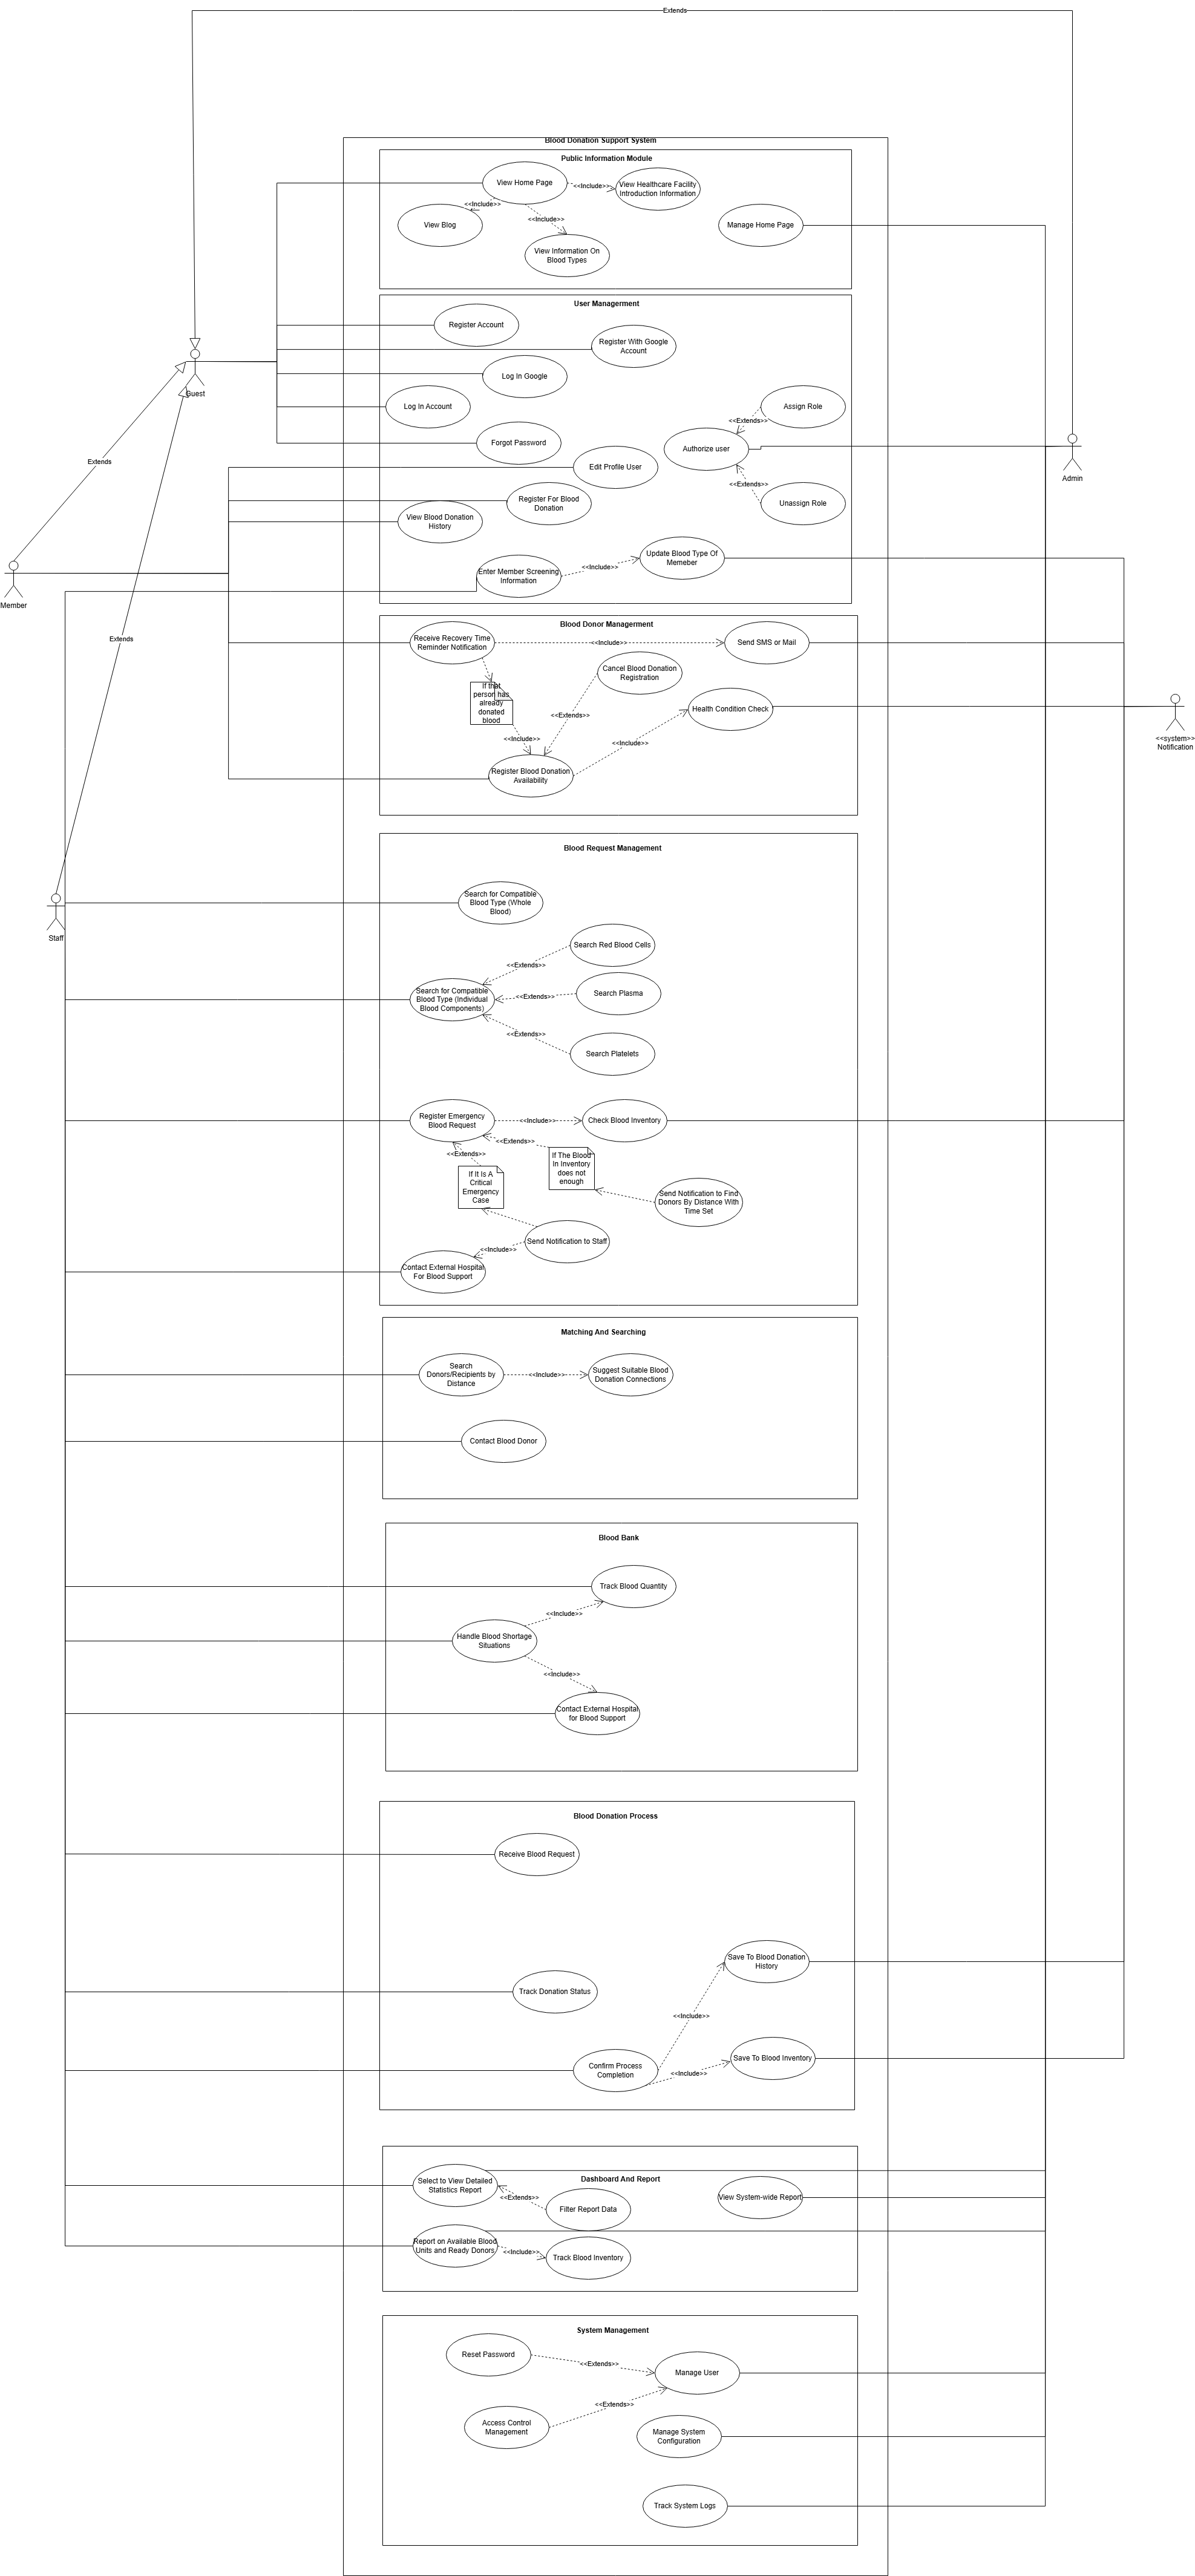 Extends
Blood Donation Support System
Public Information Module
View Home Page
<<Include>>
View Healthcare Facility
Introduction Information
<<Include>>
View Blog
<<Include>>
View Information On
Blood Types
Manage Home Page
User Managerment
Register Account
Register With Google
Account
Log In Google
Log In Account
Forgot Password
Edit Profile User
Assign Role
<<Extends>>
Authorize user
<<Extends>>
Unassign Role
Register For Blood
Donation
View Blood Donation
History
Update Blood Type Of
Memeber
<<Include>>
Enter Member Screening
Information
Guest
Extends
Admin
Member
Extends
Blood Donor Management
Receive Recovery Time
Reminder Notification
<<Include>>
Send SMS or Mail
Cancel Blood Donation
Registration
If that
person has
already
donated
blood
<<Extends>>
Health Condition Check
<<Include>>
<<Include>>
Register Blood Donation
Availability
<<system>>
Notification
Blood Request Management
Search for Compatible
Blood Type (Whole
Blood)
Staff
Search Red Blood Cells
<<Extends>>
Search for Compatible
Blood Type (Individual
Blood Components)
<<Extends>>
Search Plasma
<<Extends>>
Search Platelets
Register Emergency
Blood Request
<<Include>>
Check Blood Inventory
<<Extends>>
<<Extends>>
If The Blood
In Inventory
does not
enough
If It Is A
Critical
Emergency
Case
Send Notification to Find
Donors By Distance With
Time Set
Send Notification to Staff
<<Include>>
Contact External Hospital
For Blood Support
Matching And Searching
Search
Donors/Recipients by
Distance
<<Include>>
Suggest Suitable Blood
Donation Connections
Contact Blood Donor
Blood Bank
Track Blood Quantity
<<Include>>
Handle Blood Shortage
Situations
<<Include>>
Contact External Hospital
for Blood Support
Blood Donation Process
Receive Blood Request
Save To Blood Donation
History
Track Donation Status
<<Include>>
Save To Blood Inventory
Confirm Process
Completion
<<Include>>
Dashboard And Report
Select to View Detailed
Statistics Report
<<Extends>>
Filter Report Data
View System-wide Report
Report on Available Blood
Units and Ready Donors
<<Include>>
Track Blood Inventory
System Management
Reset Password
<<Extends>>
Manage User
<<Extends>>
Access Control
Management
Manage System
Configuration
Track System Logs